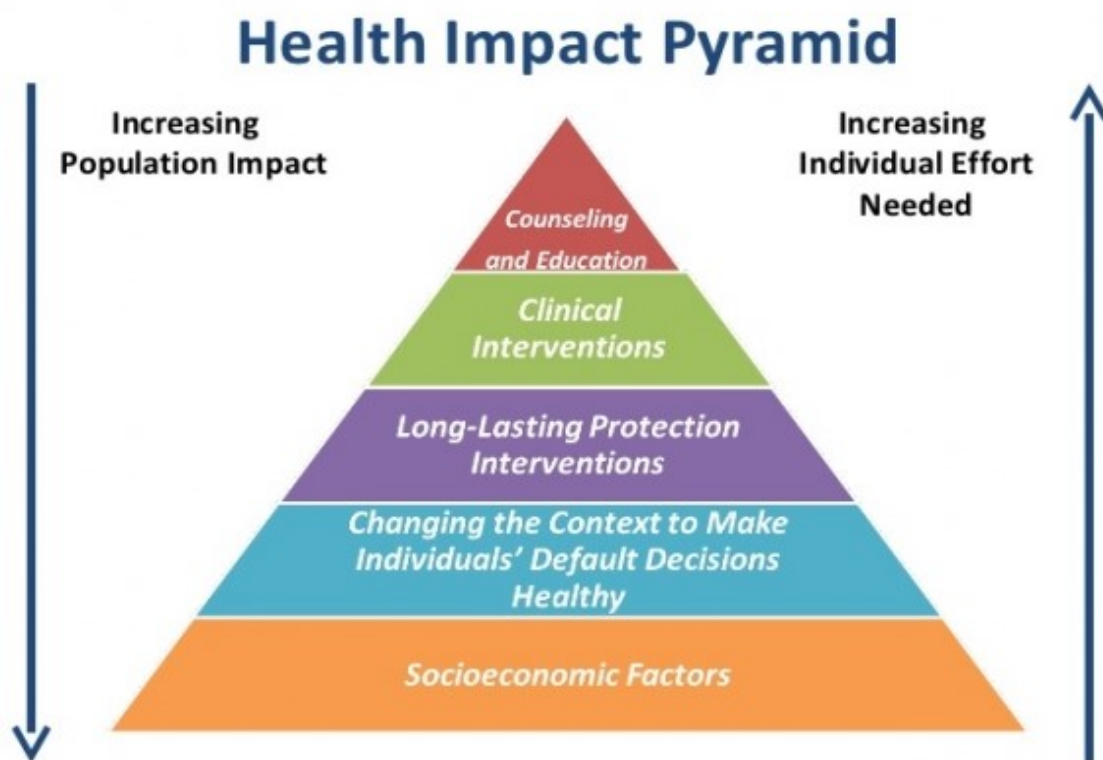 Health Impact Pyramid
Increasing
Population Impact
Increasing
Individual Effort
Needed
Counseling
and Education
Clinical
Interventions
Long-Lasting Protection
Interventions
Changing the Context to Make
Individuals’ Default Decisions
Healthy
Socioeconomic Factors